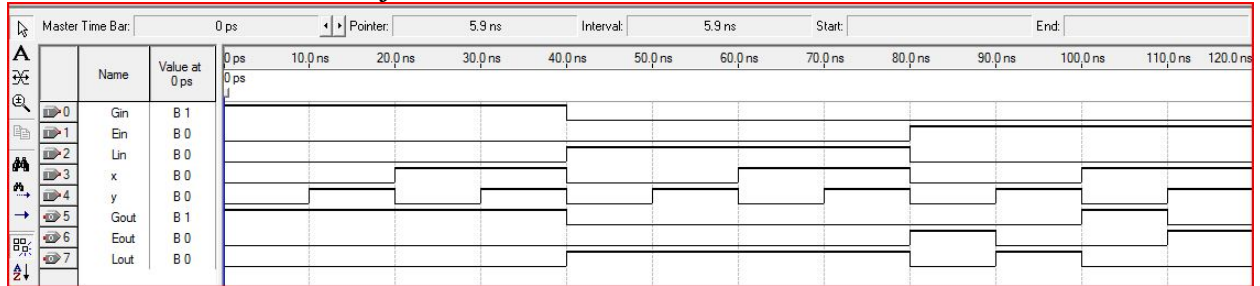 Master Time Bar: 0 ps Pointer: 5.9 ns Interval: 5.9 ns Start: End:
A Name Value at 0 ps 0 ps 10.0 ns 20.0 ns 30.0 ns 40.0 ns 50.0 ns 60.0 ns 70.0 ns 80.0 ns 90.0 ns 100.0 ns 110.0 ns 120.0 ns
0 ps
0 Gin B 1
1 Ein B 0
2 Lin B 0
3 x B 0
4 y B 0
5 Gout B 1
6 Eout B 0
7 Lout B 0